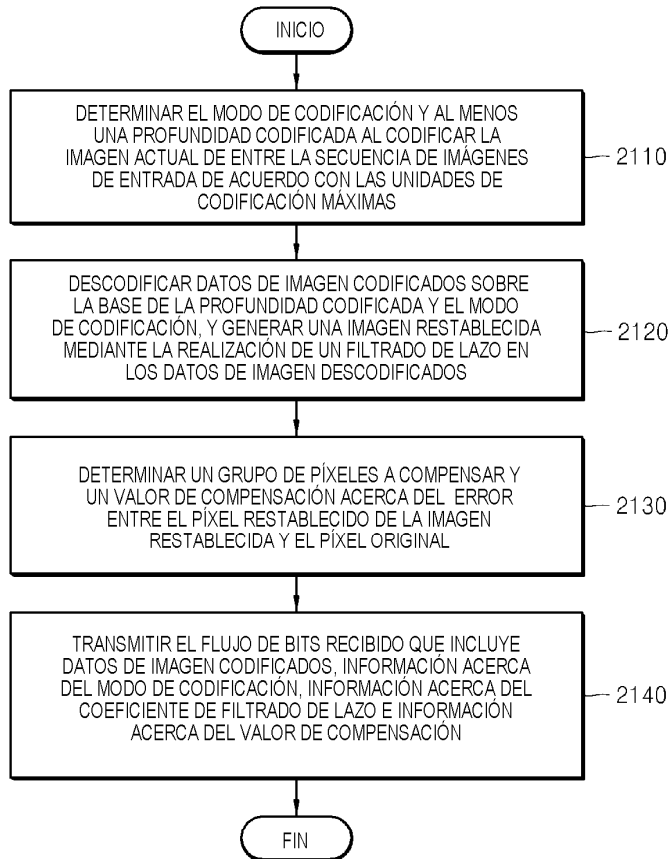 INICIO
DETERMINAR EL MODO DE CODIFICACIÓN Y AL MENOS
UNA PROFUNDIDAD CODIFICADA AL CODIFICAR LA
IMAGEN ACTUAL DE ENTRE LA SECUENCIA DE IMÁGENES
DE ENTRADA DE ACUERDO CON LAS UNIDADES DE
CODIFICACIÓN MÁXIMAS
2110
DESCODIFICAR DATOS DE IMAGEN CODIFICADOS SOBRE
LA BASE DE LA PROFUNDIDAD CODIFICADA Y EL MODO
DE CODIFICACIÓN, Y GENERAR UNA IMAGEN RESTABLECIDA
MEDIANTE LA REALIZACIÓN DE UN FILTRADO DE LAZO EN
LOS DATOS DE IMAGEN DESCODIFICADOS
2120
DETERMINAR UN GRUPO DE PÍXELES A COMPENSAR Y
UN VALOR DE COMPENSACIÓN ACERCA DEL ERROR
ENTRE EL PÍXEL RESTABLECIDO DE LA IMAGEN
RESTABLECIDA Y EL PÍXEL ORIGINAL
2130
TRANSMITIR EL FLUJO DE BITS RECIBIDO QUE INCLUYE
DATOS DE IMAGEN CODIFICADOS, INFORMACIÓN ACERCA
DEL MODO DE CODIFICACIÓN, INFORMACIÓN ACERCA DEL
COEFICIENTE DE FILTRADO DE LAZO E INFORMACIÓN
ACERCA DEL VALOR DE COMPENSACIÓN
2140
FIN